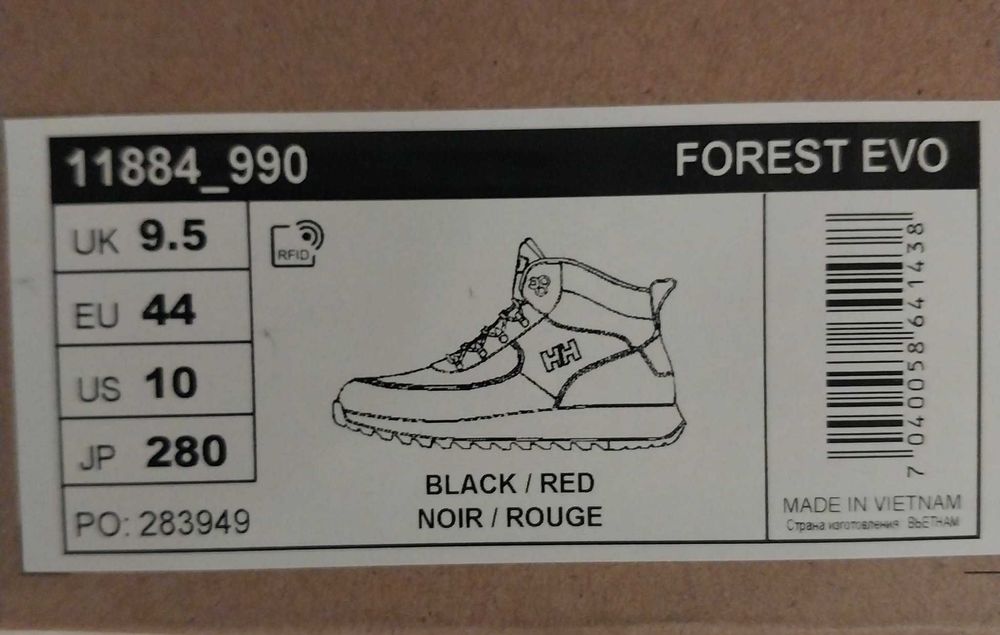 11884_990
FOREST EVO
UK 9.5
EU 44
US 10
JP 280
PO: 283949
RFID
HH
BLACK / RED
NOIR / ROUGE
7040058641438
MADE IN VIETNAM
Страна изготовления ВЬЕТНАМ